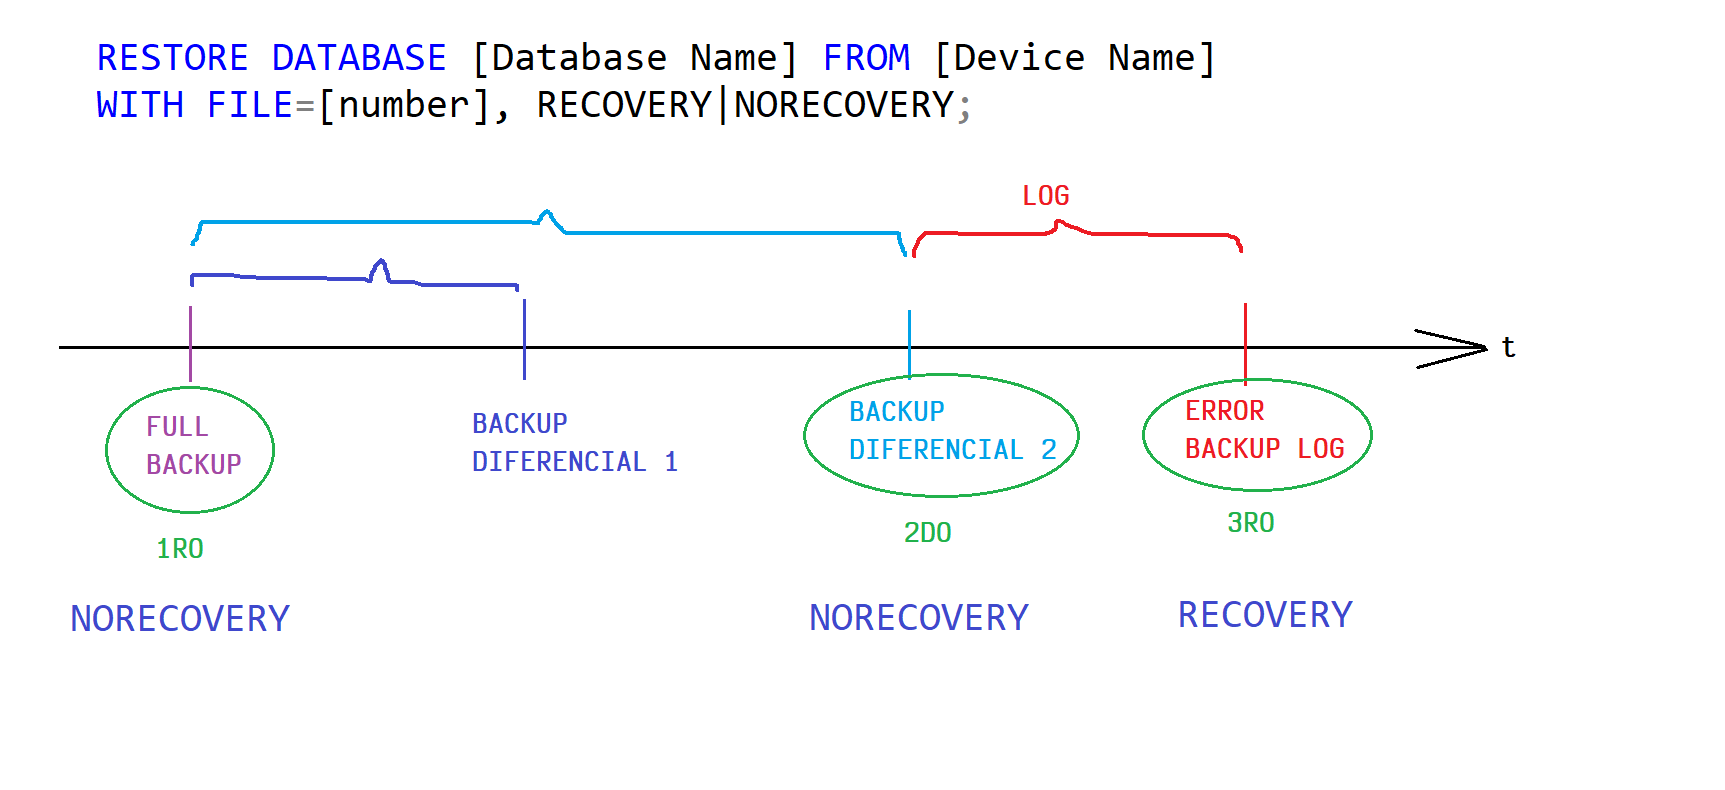 RESTORE DATABASE [Database Name] FROM [Device Name]
WITH FILE=[number], RECOVERY|NORECOVERY;
LOG
t
FULL
BACKUP
1RO
NORECOVERY
BACKUP
DIFERENCIAL 1
BACKUP
DIFERENCIAL 2
2DO
NORECOVERY
ERROR
BACKUP LOG
3RO
RECOVERY